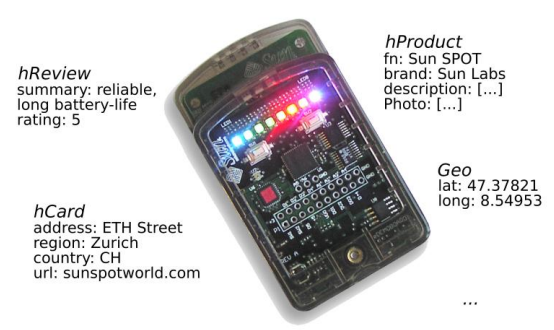 hReview
summary: reliable,
long battery-life
rating: 5
hProduct
fn: Sun SPOT
brand: Sun Labs
description: [...]
Photo: [...]
Geo
lat: 47.37821
long: 8.54953
hCard
address: ETH Street
region: Zurich
country: CH
url: sunspotworld.com
...
Sun